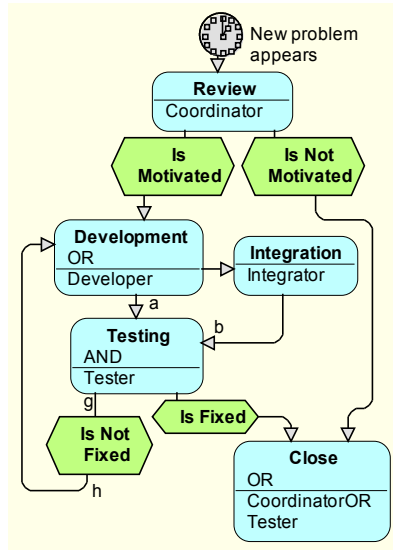 New problem
appears
Review
Coordinator
Is
Motivated
Is Not
Motivated
Development
OR
Developer
Integration
Integrator
a
b
Testing
AND
Tester
g
Is Fixed
Is Not
Fixed
h
Close
OR
CoordinatorOR
Tester